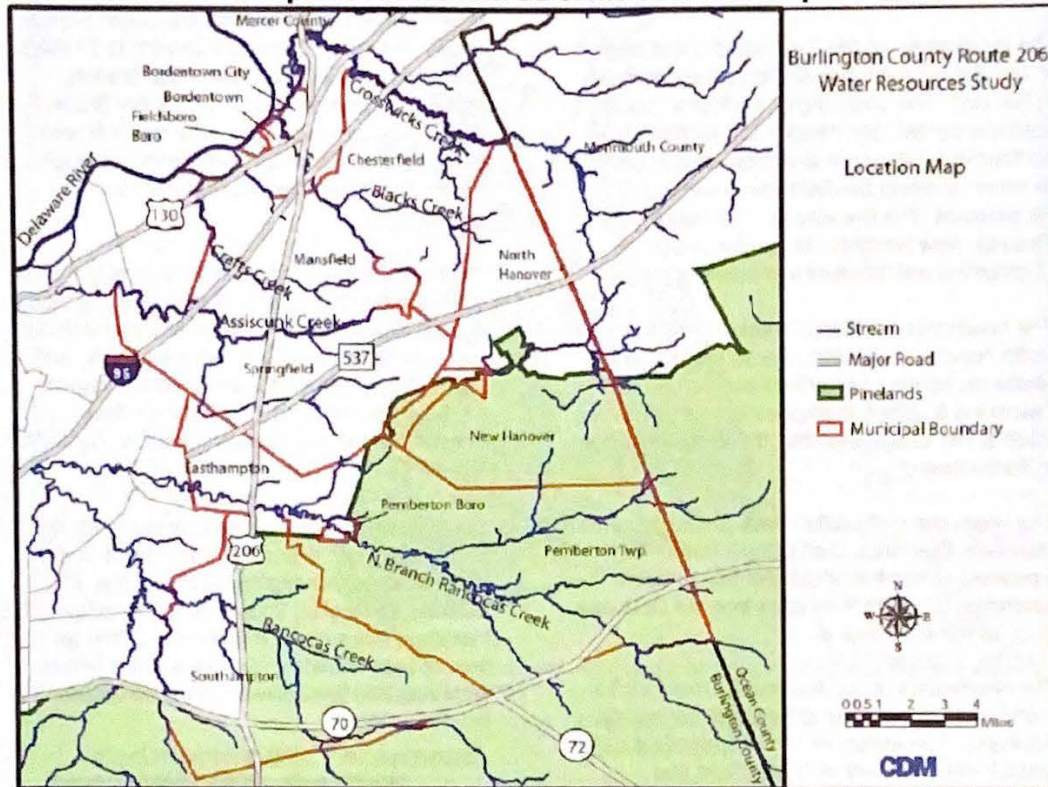 Mercer County
Bordentown City
Bordentown
Fieldsboro
Boro
Delaware River
130
Crosswicks Creek
Chesterfield
Blacks Creek
Monmouth County
Mansfield
North
Hanover
Crafts Creek
Assiscunk Creek
537
Springfield
95
New Hanover
Easthampton
Pemberton Boro
206
Pemberton Twp.
N. Branch Rancocas Creek
Rancocas Creek
Southampton
70
72
Ocean County
Burlington County
Burlington County Route 206
Water Resources Study
Location Map
Stream
Major Road
Pinelands
Municipal Boundary
N
W E
S
0 0.5 1 2 3 4
Miles
CDM